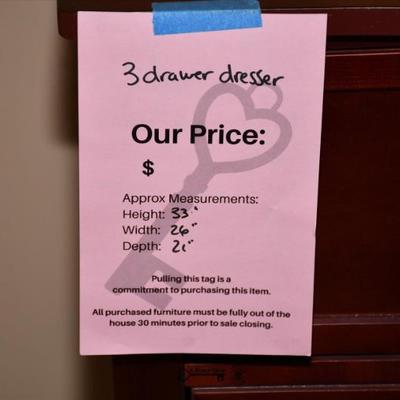 3 drawer dresser
Our Price:
$
Approx Measurements:
Height: 33"
Width: 26"
Depth: 21"
Pulling this tag is a
commitment to purchasing this item.
All purchased furniture must be fully out of the
house 30 minutes prior to sale closing.